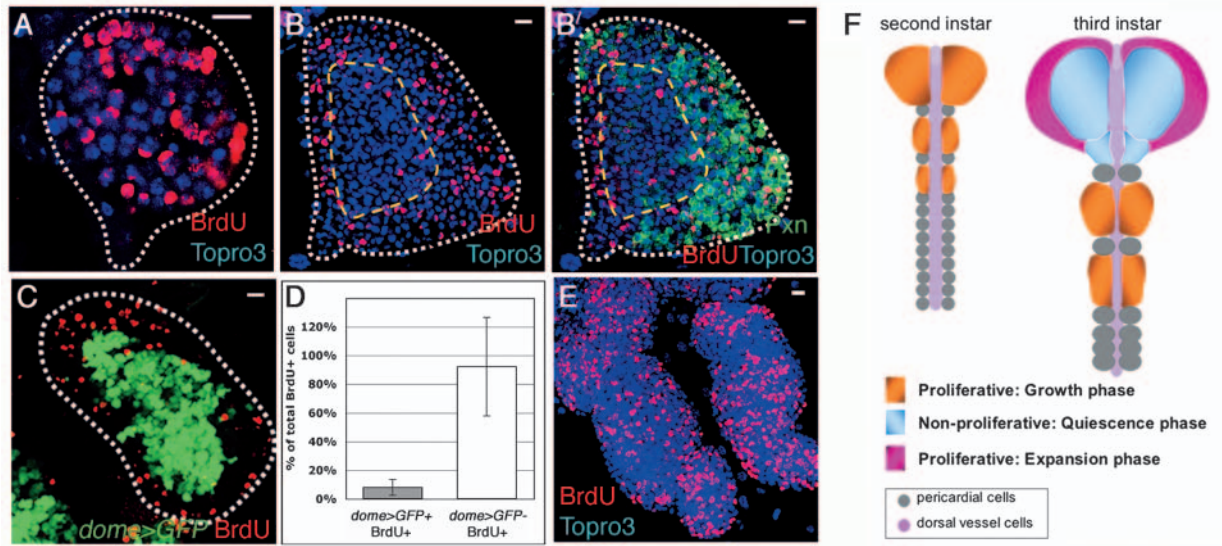 A
BrdU
Topro3
B
BrdU
Topro3
B′
Pxn
BrdU Topro3
C
dome>GFP BrdU
D
% of total BrdU+ cells
120%
100%
80%
60%
40%
20%
0%
dome>GFP+
BrdU+
dome>GFP-
BrdU+
E
BrdU
Topro3
F
second instar
third instar
Proliferative: Growth phase
Non-proliferative: Quiescence phase
Proliferative: Expansion phase
pericardial cells
dorsal vessel cells